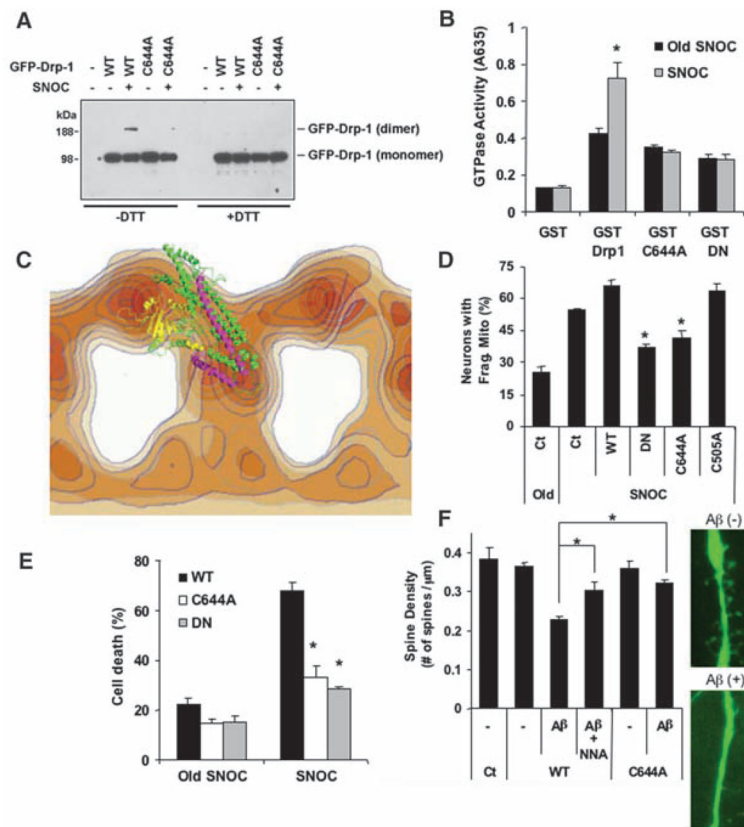 A
GFP-Drp-1 - WT WT C644A C644A - WT WT C644A C644A
SNOC + + + +
kDa
188
98
GFP-Drp-1 (dimer)
GFP-Drp-1 (monomer)
-DTT +DTT
B
Old SNOC
SNOC
GTPase Activity (A635)
1
0.8
0.6
0.4
0.2
0
*
GST GST GST GST
Drp1 C644A DN
C
D
Neurons with
Frag. Mito (%)
75
60
45
30
15
0
* *
Ct Ct WT DN C644A C505A
Old SNOC
E
WT
C644A
DN
Cell death (%)
80
60
40
20
0
* *
Old SNOC SNOC
F
Spine Density
(# of spines / μm)
0.4
0.3
0.2
0.1
0
*
*
- - Aβ Aβ - Aβ
+
NNA
Ct WT C644A
Aβ (-)
Aβ (+)